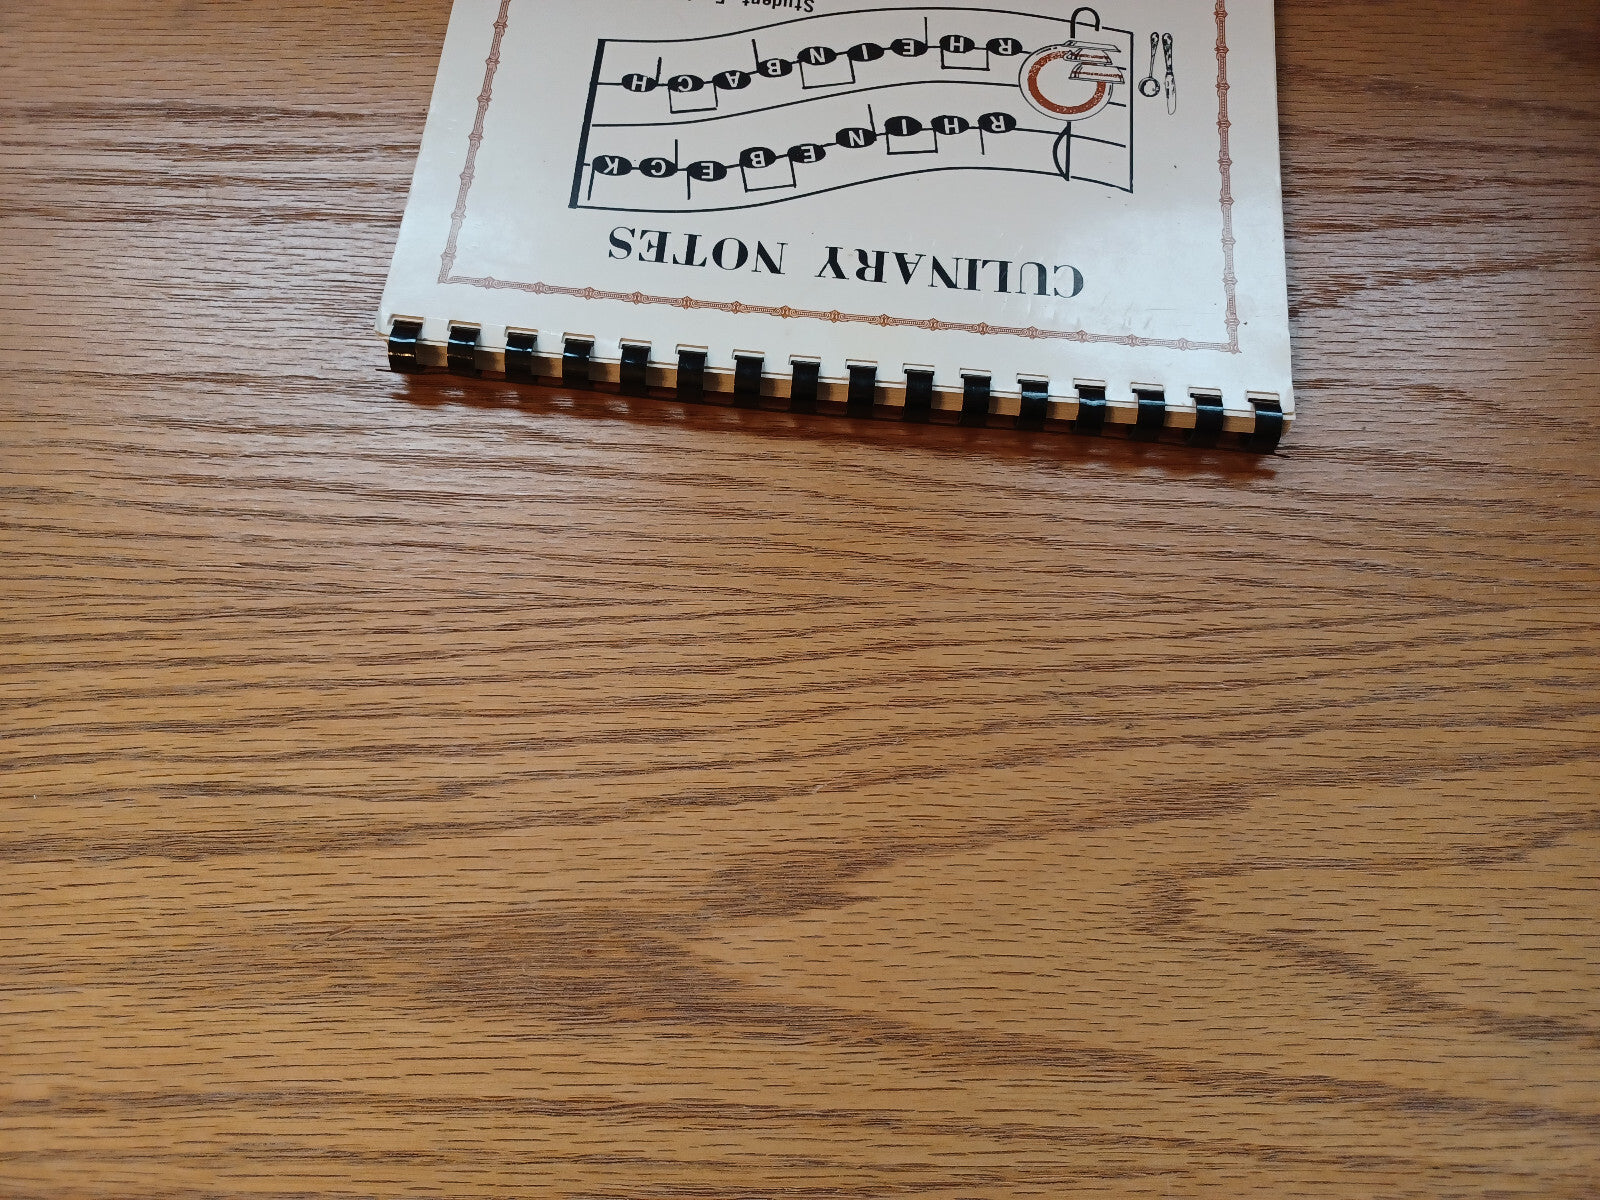 CULINARY NOTES
RHINEBECK
RHEINBACH
Student